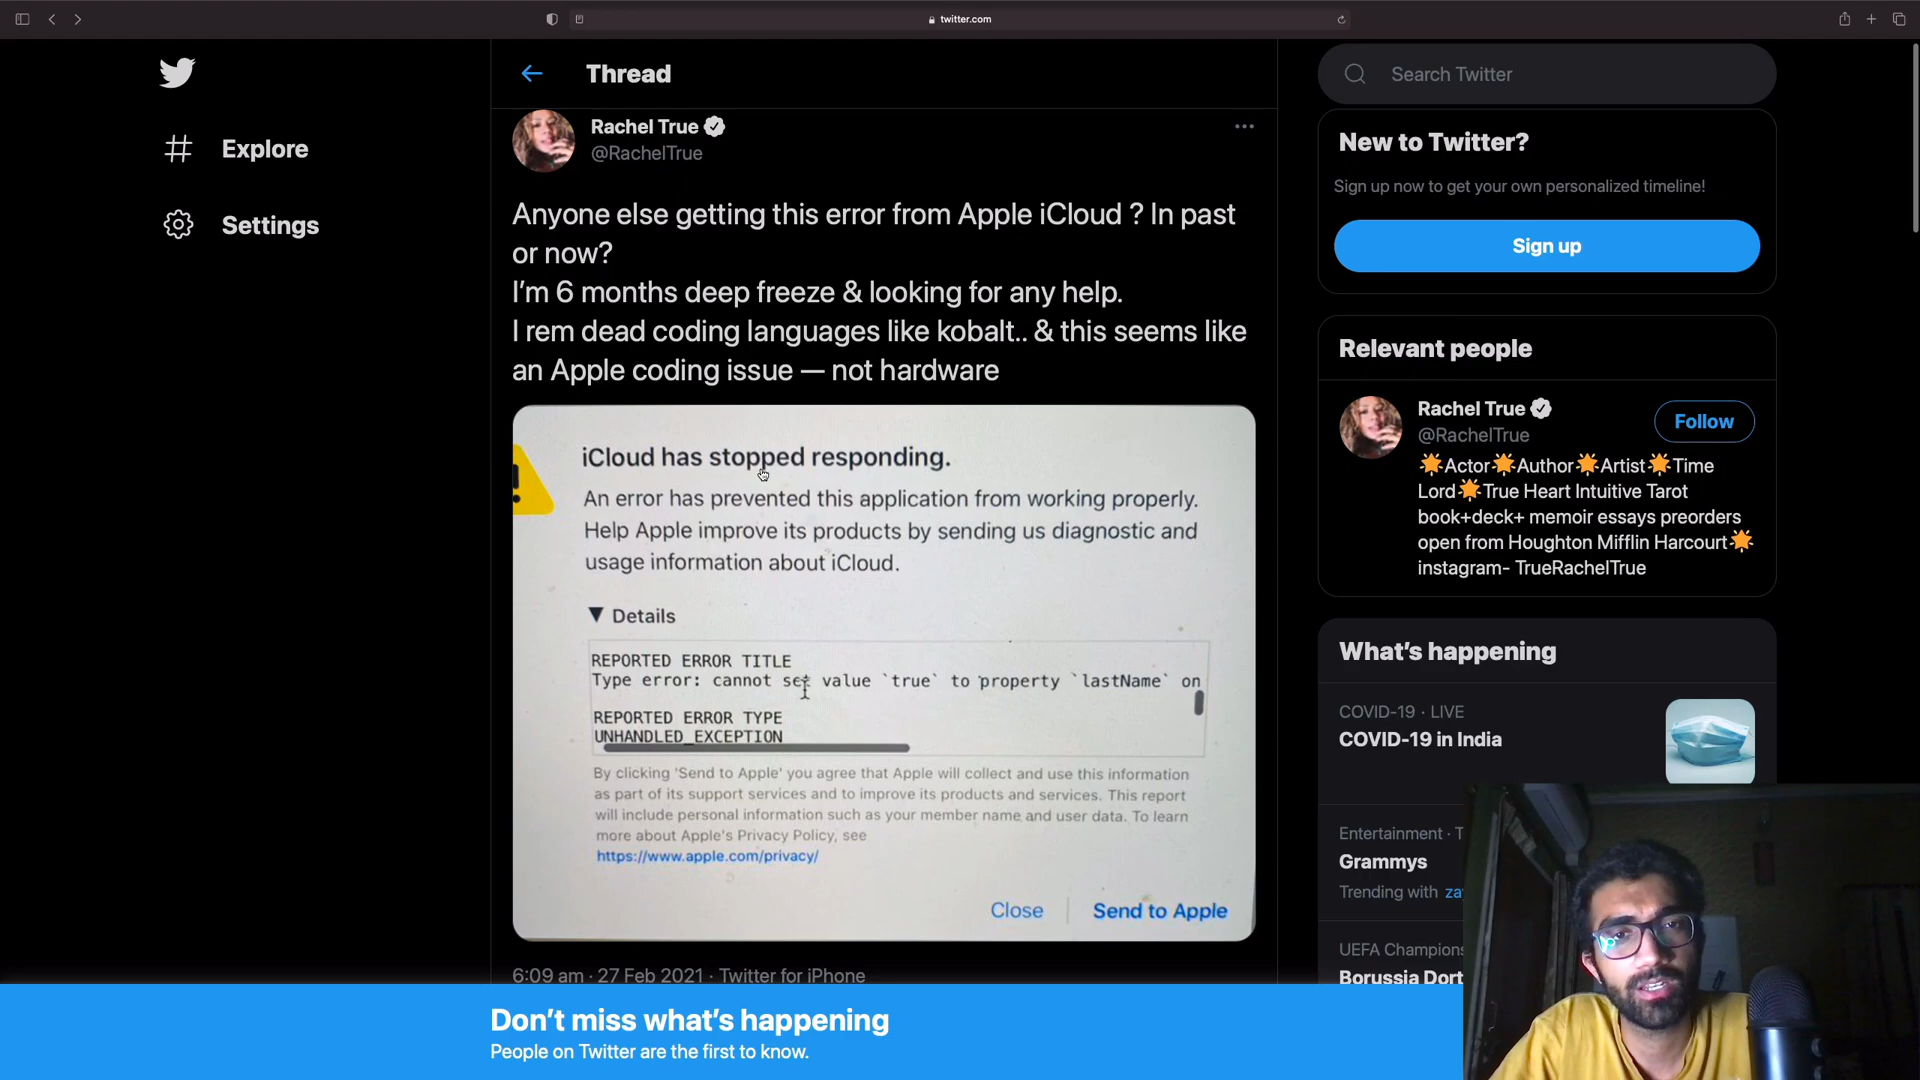 twitter.com
Explore
Settings
Thread
Rachel True
@RachelTrue
Anyone else getting this error from Apple iCloud ? In past
or now?
I'm 6 months deep freeze & looking for any help.
I rem dead coding languages like kobalt.. & this seems like
an Apple coding issue — not hardware
iCloud has stopped responding.
An error has prevented this application from working properly.
Help Apple improve its products by sending us diagnostic and
usage information about iCloud.
▼ Details
REPORTED ERROR TITLE
Type error: cannot set value `true` to property `lastName` on
REPORTED ERROR TYPE
UNHANDLED_EXCEPTION
By clicking 'Send to Apple' you agree that Apple will collect and use this information
as part of its support services and to improve its products and services. This report
will include personal information such as your member name and user data. To learn
more about Apple's Privacy Policy, see
https://www.apple.com/privacy/
Close
Send to Apple
6:09 am · 27 Feb 2021 · Twitter for iPhone
Search Twitter
New to Twitter?
Sign up now to get your own personalized timeline!
Sign up
Relevant people
Rachel True
@RachelTrue
Follow
🌟Actor🌟Author🌟Artist🌟Time
Lord🌟True Heart Intuitive Tarot
book+deck+ memoir essays preorders
open from Houghton Mifflin Harcourt🌟
instagram- TrueRachelTrue
What's happening
COVID-19 · LIVE
COVID-19 in India
Entertainment · T
Grammys
Trending with za
UEFA Champions
Borussia Dort
Don't miss what's happening
People on Twitter are the first to know.